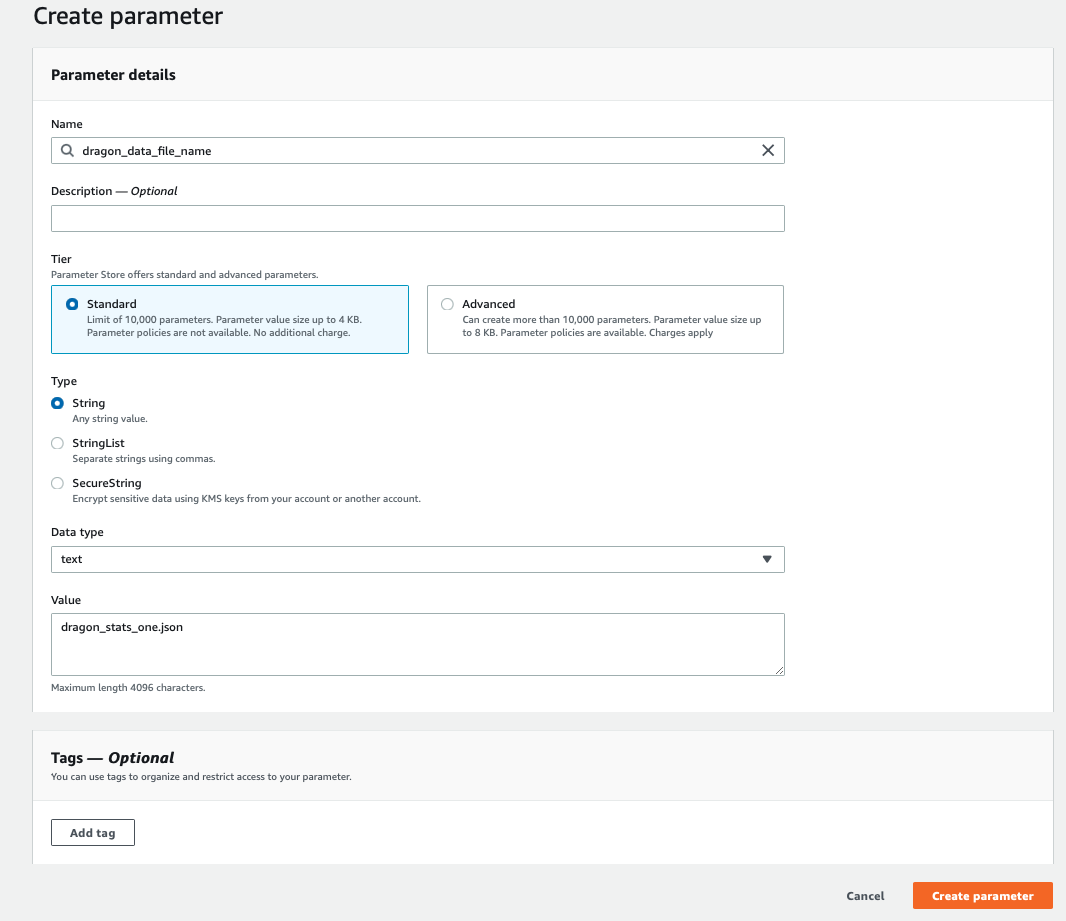 Create parameter
Parameter details
Name
dragon_data_file_name
Description — Optional
Tier
Parameter Store offers standard and advanced parameters.
Standard
Limit of 10,000 parameters. Parameter value size up to 4 KB.
Parameter policies are not available. No additional charge.
Advanced
Can create more than 10,000 parameters. Parameter value size up
to 8 KB. Parameter policies are available. Charges apply
Type
String
Any string value.
StringList
Separate strings using commas.
SecureString
Encrypt sensitive data using KMS keys from your account or another account.
Data type
text
Value
dragon_stats_one.json
Maximum length 4096 characters.
Tags — Optional
You can use tags to organize and restrict access to your parameter.
Add tag
Cancel
Create parameter